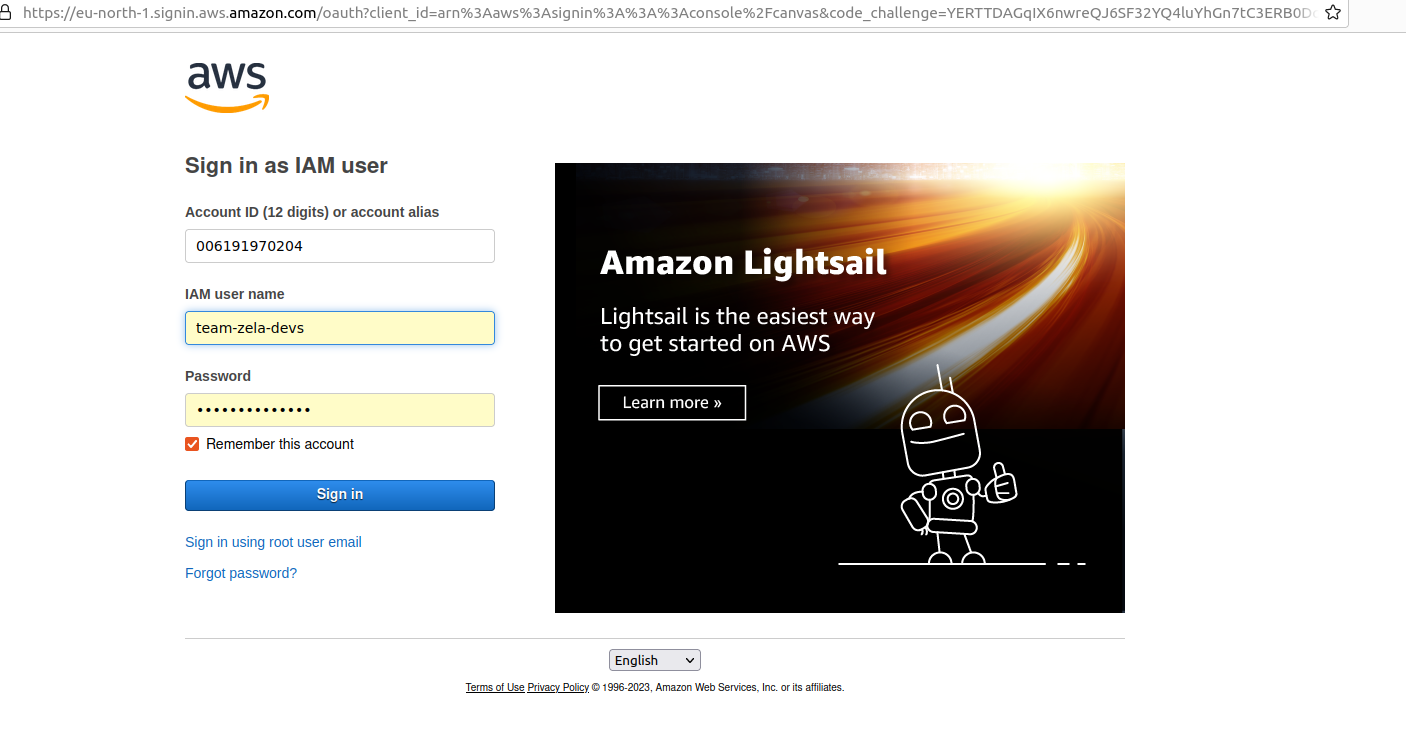 https://eu-north-1.signin.aws.amazon.com/oauth?client_id=arn%3Aaws%3Asignin%3A%3A%3Aconsole%2Fcanvas&code_challenge=YERTTDAGqIX6nwreQJ6SF32YQ4luYhGn7tC3ERB0D
aws
Sign in as IAM user
Account ID (12 digits) or account alias
006191970204
IAM user name
team-zela-devs
Password
••••••••••••••
Remember this account
Sign in
Sign in using root user email
Forgot password?
Amazon Lightsail
Lightsail is the easiest way
to get started on AWS
Learn more »
English
Terms of Use Privacy Policy © 1996-2023, Amazon Web Services, Inc. or its affiliates.